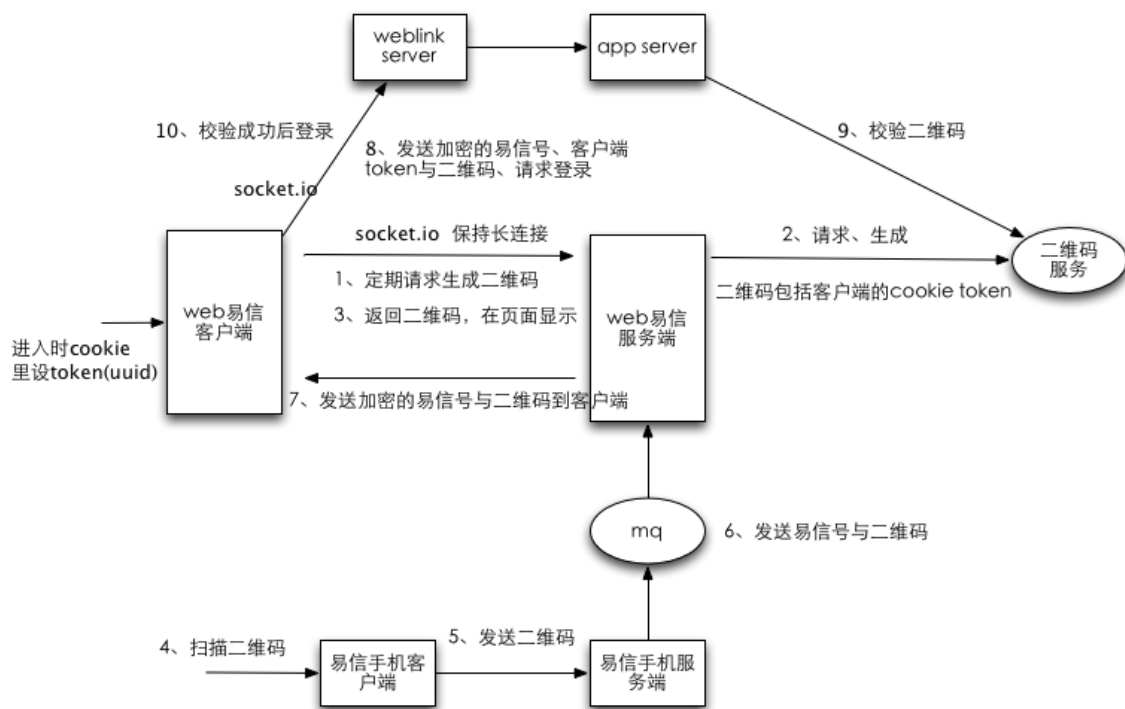 weblink
server
app server
10、校验成功后登录
9、校验二维码
8、发送加密的易信号、客户端
token与二维码、请求登录
socket.io
socket.io 保持长连接
2、请求、生成
二维码
服务
1、定期请求生成二维码
二维码包括客户端的cookie token
web易信
客户端
3、返回二维码，在页面显示
web易信
服务端
进入时cookie
里设token(uuid)
7、发送加密的易信号与二维码到客户端
mq
6、发送易信号与二维码
4、扫描二维码
5、发送二维码
易信手机客
户端
易信手机服
务端